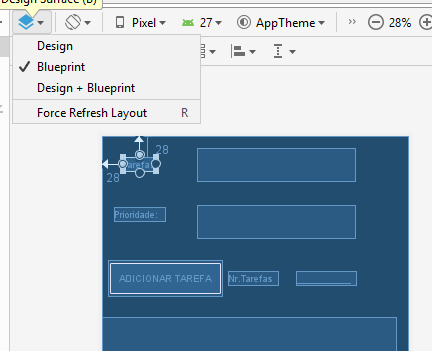 Design Surface (B)
Pixel 27 AppTheme 28%
Design
Blueprint
Design + Blueprint
Force Refresh Layout R
28
Tarefa:
28
Prioridade:
ADICIONAR TAREFA Nr.Tarefas